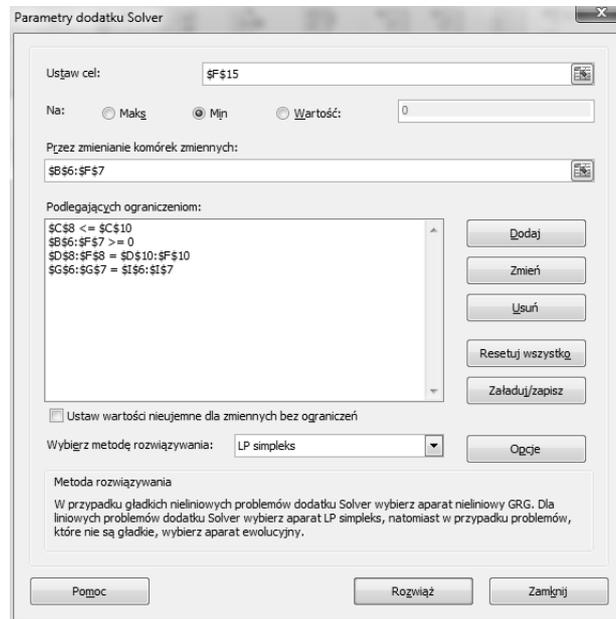 Parametry dodatku Solver
x
Ustaw cel: $F$15
Na: Maks Min Wartość: 0
Przez zmienianie komórek zmiennych:
$B$6:$F$7
Podlegających ograniczeniom:
$C$8 <= $C$10
$B$6:$F$7 >= 0
$D$8:$F$8 = $D$10:$F$10
$G$6:$G$7 = $I$6:$I$7
Dodaj
Zmień
Usuń
Resetuj wszystko
Załaduj/zapisz
Ustaw wartości nieujemne dla zmiennych bez ograniczeń
Wybierz metodę rozwiązywania: LP simpleks Opcje
Metoda rozwiązywania
W przypadku gładkich nieliniowych problemów dodatku Solver wybierz aparat nieliniowy GRG. Dla
liniowych problemów dodatku Solver wybierz aparat LP simpleks, natomiast w przypadku problemów,
które nie są gładkie, wybierz aparat ewolucyjny.
Pomoc Rozwiąż Zamknij